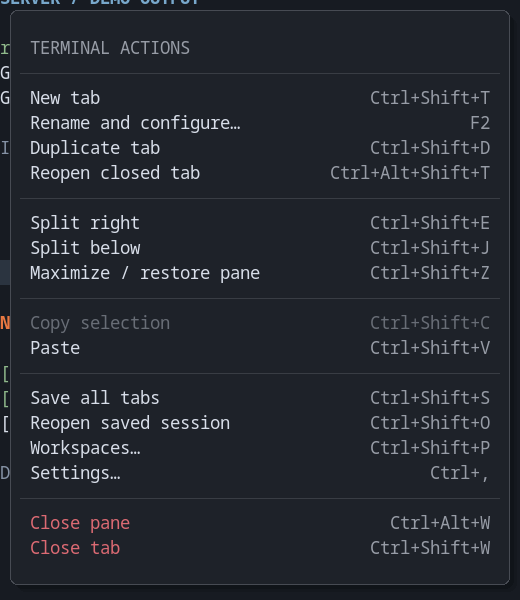 SERVER / DEMO OUTPUT
TERMINAL ACTIONS
New tab Ctrl+Shift+T
Rename and configure… F2
Duplicate tab Ctrl+Shift+D
Reopen closed tab Ctrl+Alt+Shift+T
Split right Ctrl+Shift+E
Split below Ctrl+Shift+J
Maximize / restore pane Ctrl+Shift+Z
Copy selection Ctrl+Shift+C
Paste Ctrl+Shift+V
Save all tabs Ctrl+Shift+S
Reopen saved session Ctrl+Shift+O
Workspaces… Ctrl+Shift+P
Settings… Ctrl+,
Close pane Ctrl+Alt+W
Close tab Ctrl+Shift+W